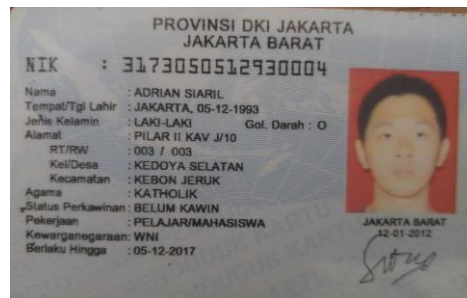 PROVINSI DKI JAKARTA
JAKARTA BARAT
NIK : 3173050512930004
Nama : ADRIAN SIARIL
Tempat/Tgl Lahir : JAKARTA, 05-12-1993
Jenis Kelamin : LAKI-LAKI Gol. Darah : O
Alamat : PILAR II KAV J/10
RT/RW : 003 / 003
Kel/Desa : KEDOYA SELATAN
Kecamatan : KEBON JERUK
Agama : KATHOLIK
Status Perkawinan : BELUM KAWIN
Pekerjaan : PELAJAR/MAHASISWA
Kewarganegaraan : WNI
Berlaku Hingga : 05-12-2017
JAKARTA BARAT
12-01-2012